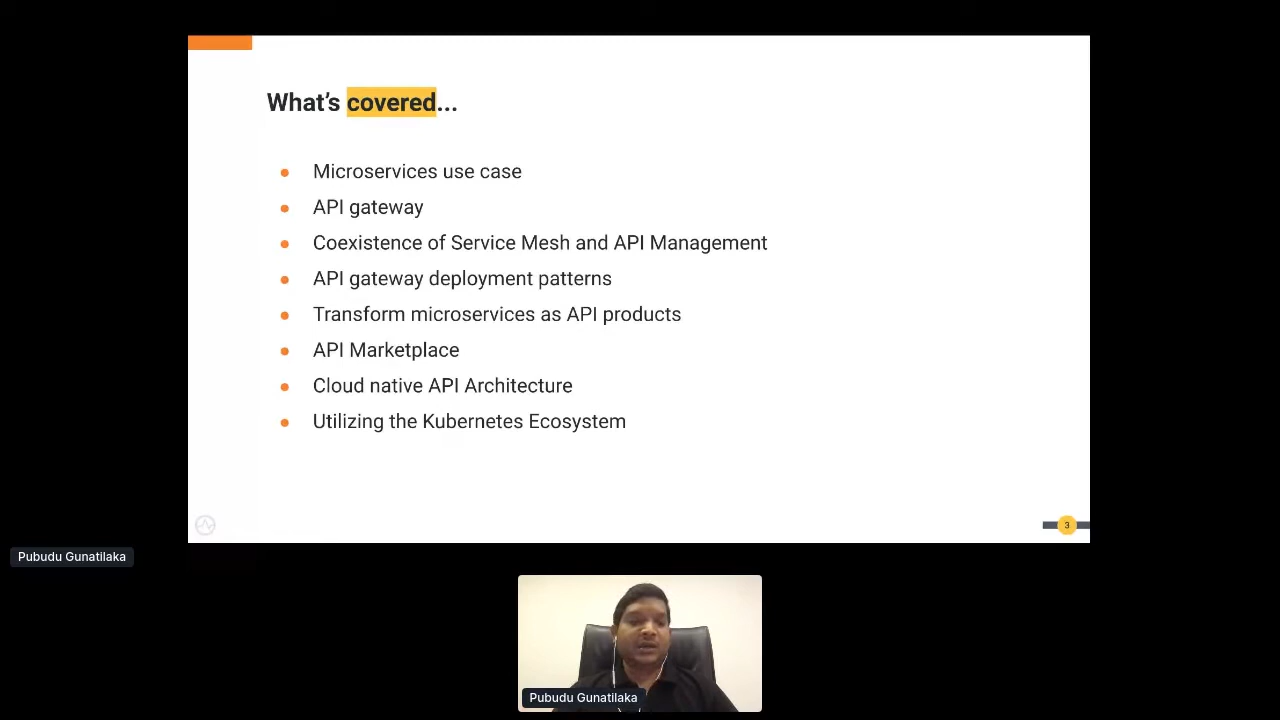 What's covered...
Microservices use case
API gateway
Coexistence of Service Mesh and API Management
API gateway deployment patterns
Transform microservices as API products
API Marketplace
Cloud native API Architecture
Utilizing the Kubernetes Ecosystem
3
Pubudu Gunatilaka
Pubudu Gunatilaka